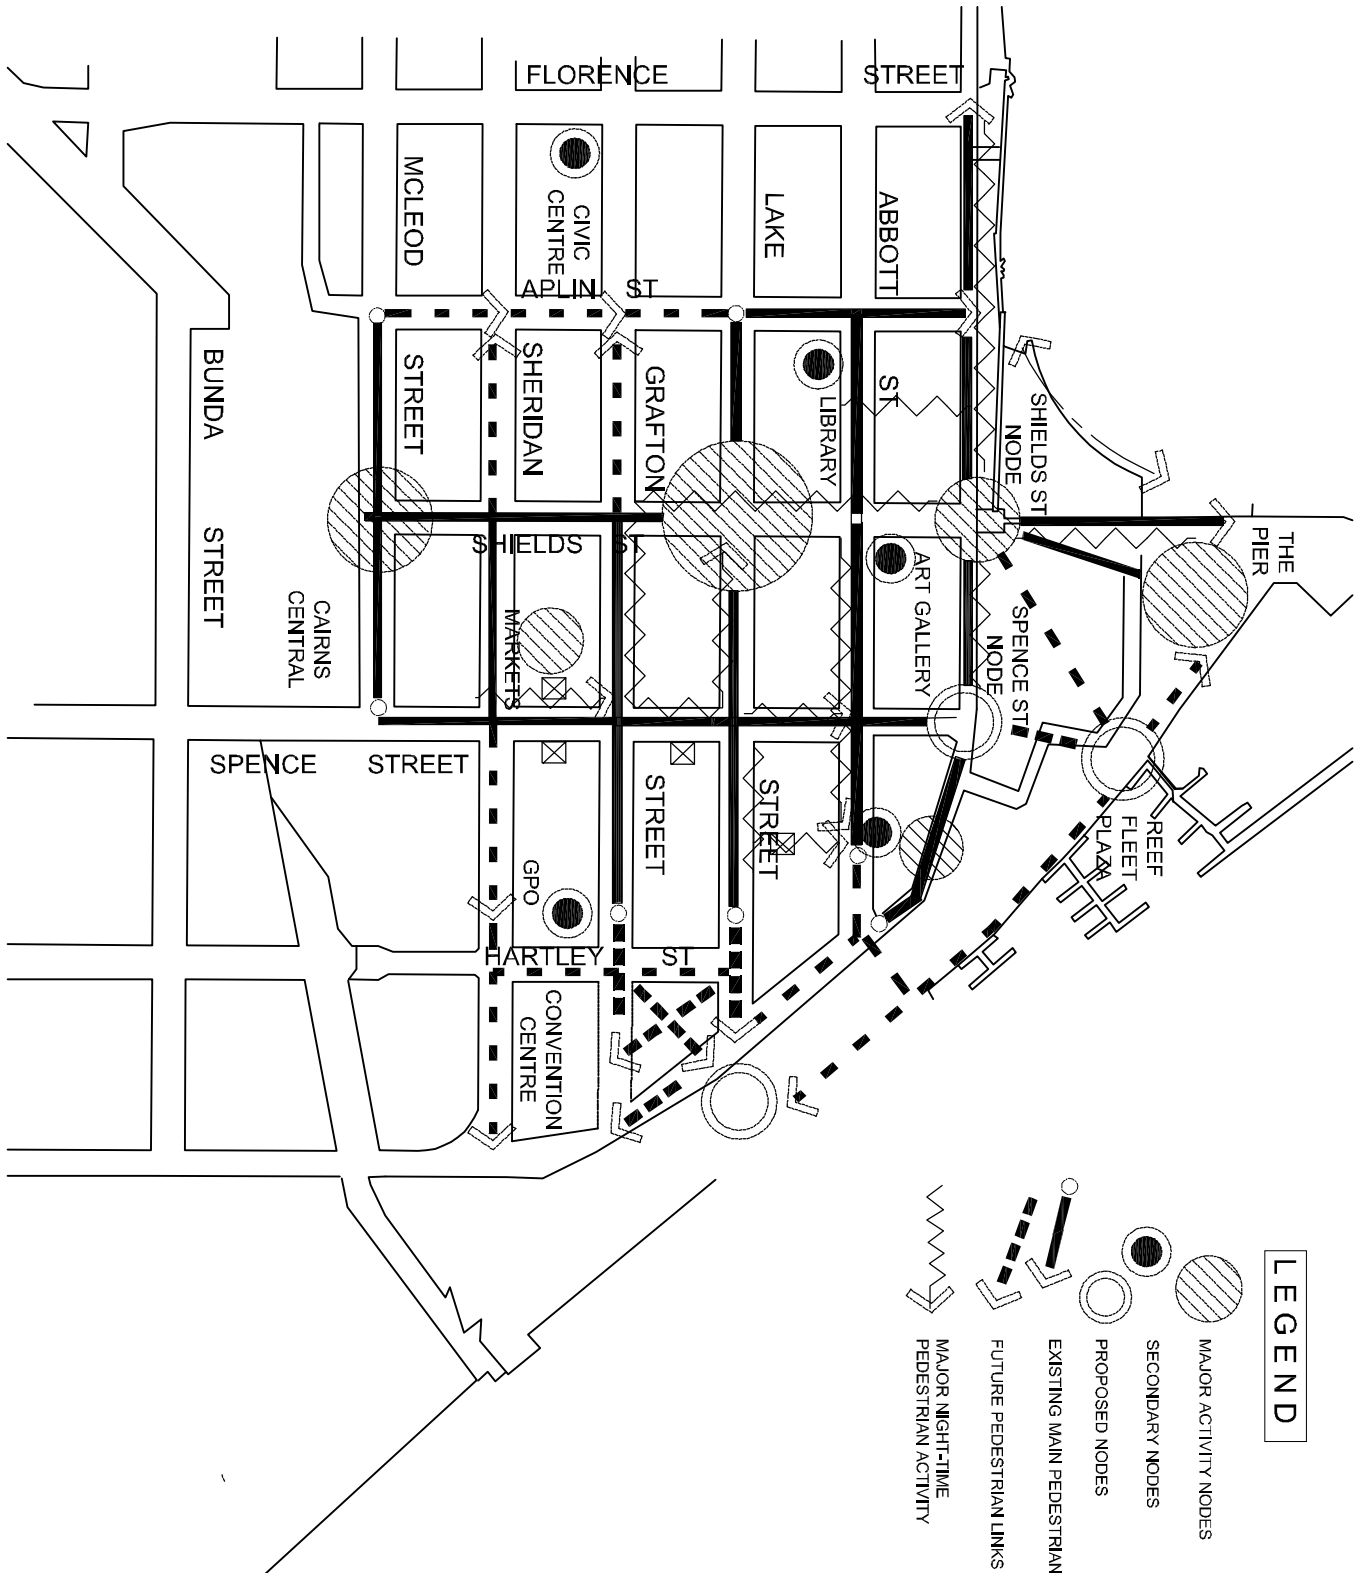 FLORENCE STREET
MCLEOD
STREET
CIVIC
CENTRE
LAKE
STREET
ABBOTT
ST
APLIN ST
BUNDA
STREET
SHERIDAN
GRAFTON
STREET
LIBRARY
SHIELDS ST
NODE
THE
PIER
SHIELDS ST
CAIRNS
CENTRAL
MARKETS
ART GALLERY
SPENCE ST
NODE
SPENCE STREET
REEF
FLEET
PLAZA
GPO
HARTLEY ST
CONVENTION
CENTRE
LEGEND
MAJOR ACTIVITY NODES
SECONDARY NODES
PROPOSED NODES
EXISTING MAIN PEDESTRIAN
FUTURE PEDESTRIAN LINKS
MAJOR NIGHT-TIME
PEDESTRIAN ACTIVITY